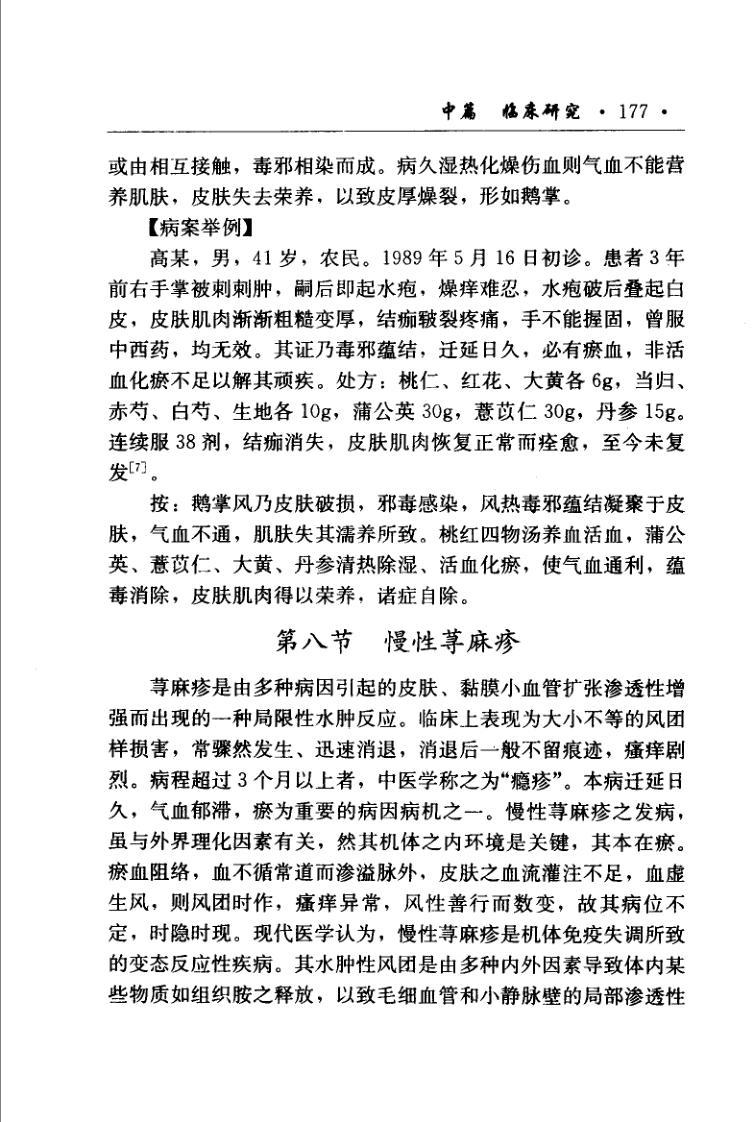 中篇 临床研究 · 177 ·
或由相互接触，毒邪相染而成。病久湿热化燥伤血则气血不能营
养肌肤，皮肤失去荣养，以致皮厚燥裂，形如鹅掌。
【病案举例】
高某，男，41 岁，农民。1989 年 5 月 16 日初诊。患者 3 年
前右手掌被刺刺肿，嗣后即起水疱，燥痒难忍，水疱破后叠起白
皮，皮肤肌肉渐渐粗糙变厚，结痂皲裂疼痛，手不能握固，曾服
中西药，均无效。其证乃毒邪蕴结，迁延日久，必有瘀血，非活
血化瘀不足以解其顽疾。处方：桃仁、红花、大黄各 6g，当归、
赤芍、白芍、生地各 10g，蒲公英 30g，薏苡仁 30g，丹参 15g。
连续服 38 剂，结痂消失，皮肤肌肉恢复正常而痊愈，至今未复
发[7]。
按：鹅掌风乃皮肤破损，邪毒感染，风热毒邪蕴结凝聚于皮
肤，气血不通，肌肤失其濡养所致。桃红四物汤养血活血，蒲公
英、薏苡仁、大黄、丹参清热除湿、活血化瘀，使气血通利，蕴
毒消除，皮肤肌肉得以荣养，诸症自除。
第八节 慢性荨麻疹
荨麻疹是由多种病因引起的皮肤、黏膜小血管扩张渗透性增
强而出现的一种局限性水肿反应。临床上表现为大小不等的风团
样损害，常骤然发生、迅速消退，消退后一般不留痕迹，瘙痒剧
烈。病程超过 3 个月以上者，中医学称之为“瘾疹”。本病迁延日
久，气血郁滞，瘀为重要的病因病机之一。慢性荨麻疹之发病，
虽与外界理化因素有关，然其机体之内环境是关键，其本在瘀。
瘀血阻络，血不循常道而渗溢脉外，皮肤之血流灌注不足，血虚
生风，则风团时作，瘙痒异常，风性善行而数变，故其病位不
定，时隐时现。现代医学认为，慢性荨麻疹是机体免疫失调所致
的变态反应性疾病。其水肿性风团是由多种内外因素导致体内某
些物质如组织胺之释放，以致毛细血管和小静脉壁的局部渗透性